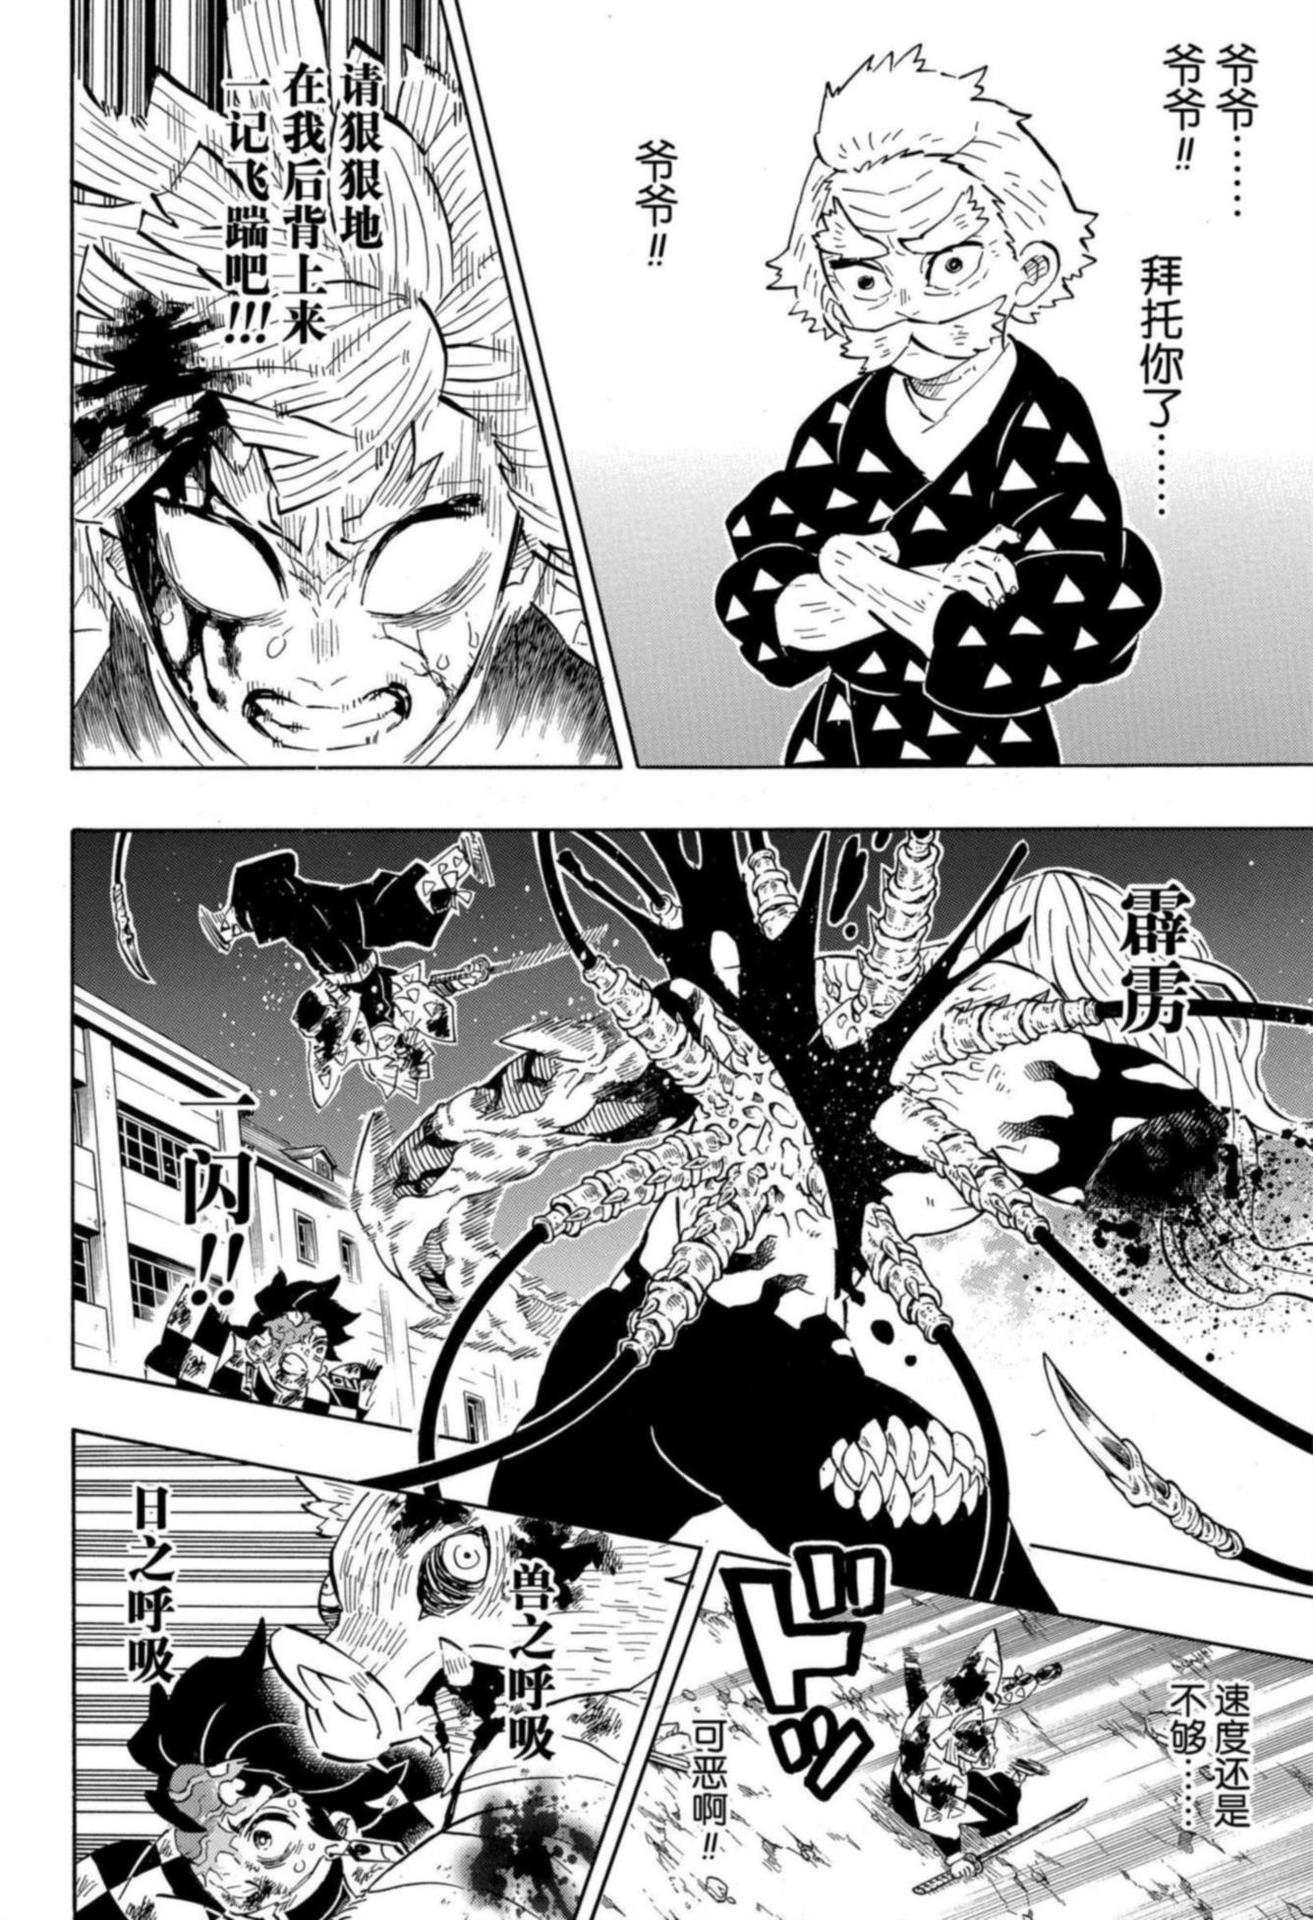 爷爷……
爷爷!!
拜托你了……
爷爷!!
请狠狠地
在我后背上来
一记飞踹吧!!!
霹雳
一闪!!
速度还是
不够……
ドッ
可恶啊!!
兽之呼吸
日之呼吸